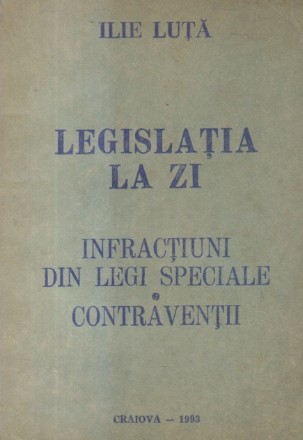 ILIE LUȚĂ
LEGISLAȚIA
LA ZI
INFRACȚIUNI
DIN LEGI SPECIALE
•
CONTRAVENȚII
CRAIOVA — 1993